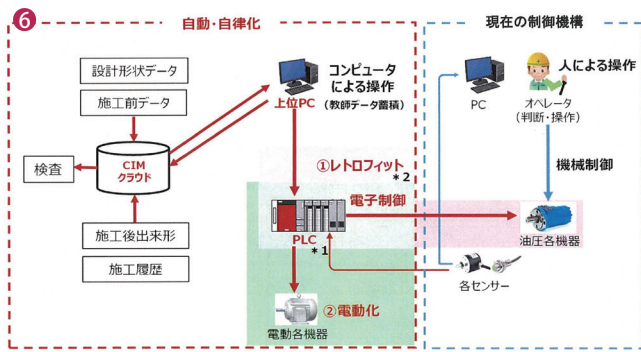 6
自動・自律化
現在の制御機構
設計形状データ
施工前データ
CIM
クラウド
検査
施工後出来形
施工履歴
上位PC
コンピュータ
による操作
(教師データ蓄積)
①レトロフィット
*2
電子制御
PLC
*1
②電動化
電動各機器
PC
人による操作
オペレータ
(判断・操作)
機械制御
油圧各機器
各センサー